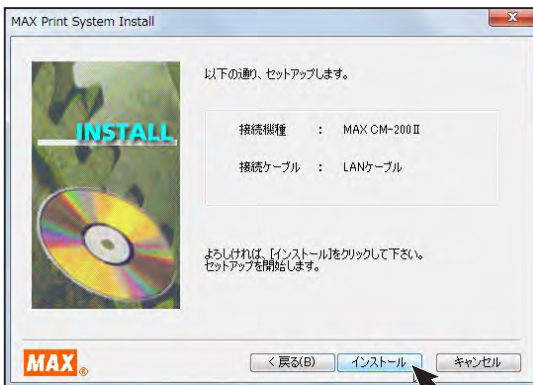 MAX Print System Install
以下の通り、セットアップします。
INSTALL
接続機種 : MAX CM-200Ⅱ
接続ケーブル : LANケーブル
よろしければ、[インストール]をクリックして下さい。
セットアップを開始します。
MAX®
< 戻る(B) インストール キャンセル